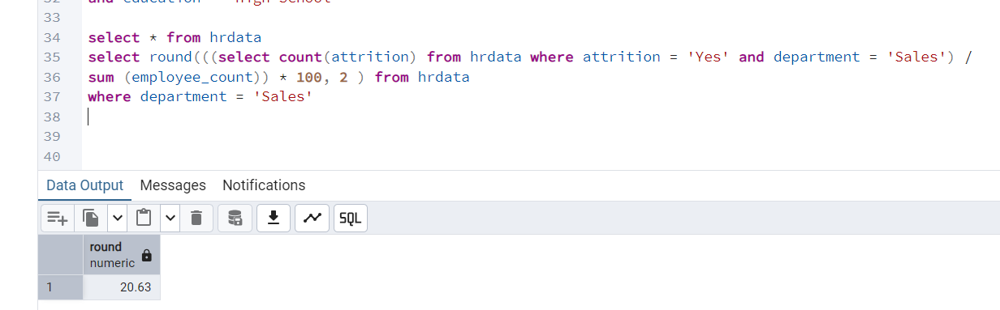 32 and education = 'High School'
33
34 select * from hrdata
35 select round(((select count(attrition) from hrdata where attrition = 'Yes' and department = 'Sales') /
36 sum (employee_count)) * 100, 2 ) from hrdata
37 where department = 'Sales'
38
39
40
Data Output Messages Notifications
SQL
round
numeric
1 20.63